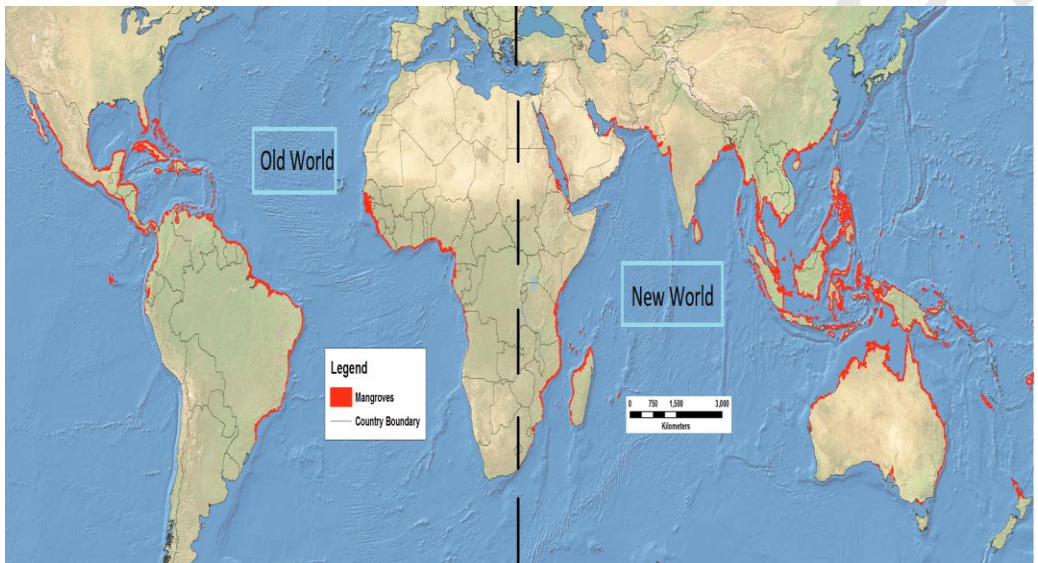 Old World
New World
Legend
Mangroves
Country Boundary
0 750 1,500 3,000
Kilometers